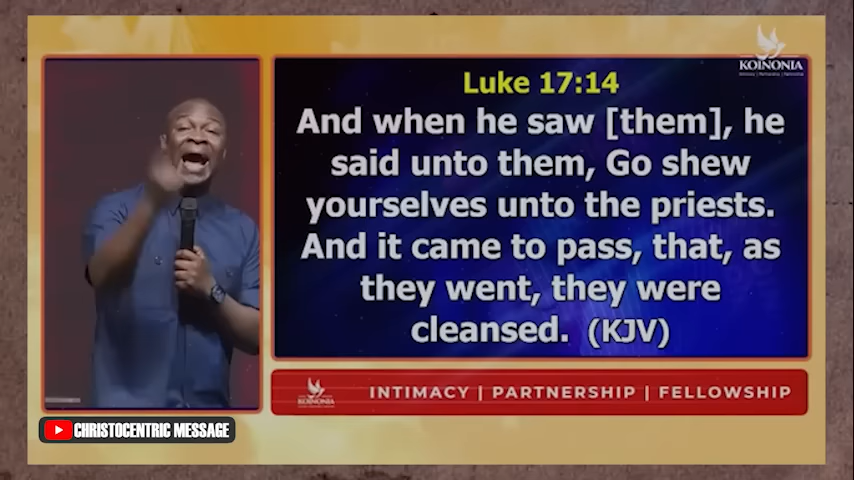 Luke 17:14
And when he saw [them], he
said unto them, Go shew
yourselves unto the priests.
And it came to pass, that, as
they went, they were
cleansed. (KJV)
KOINONIA
KOINONIA
INTIMACY | PARTNERSHIP | FELLOWSHIP
CHRISTOCENTRIC MESSAGE